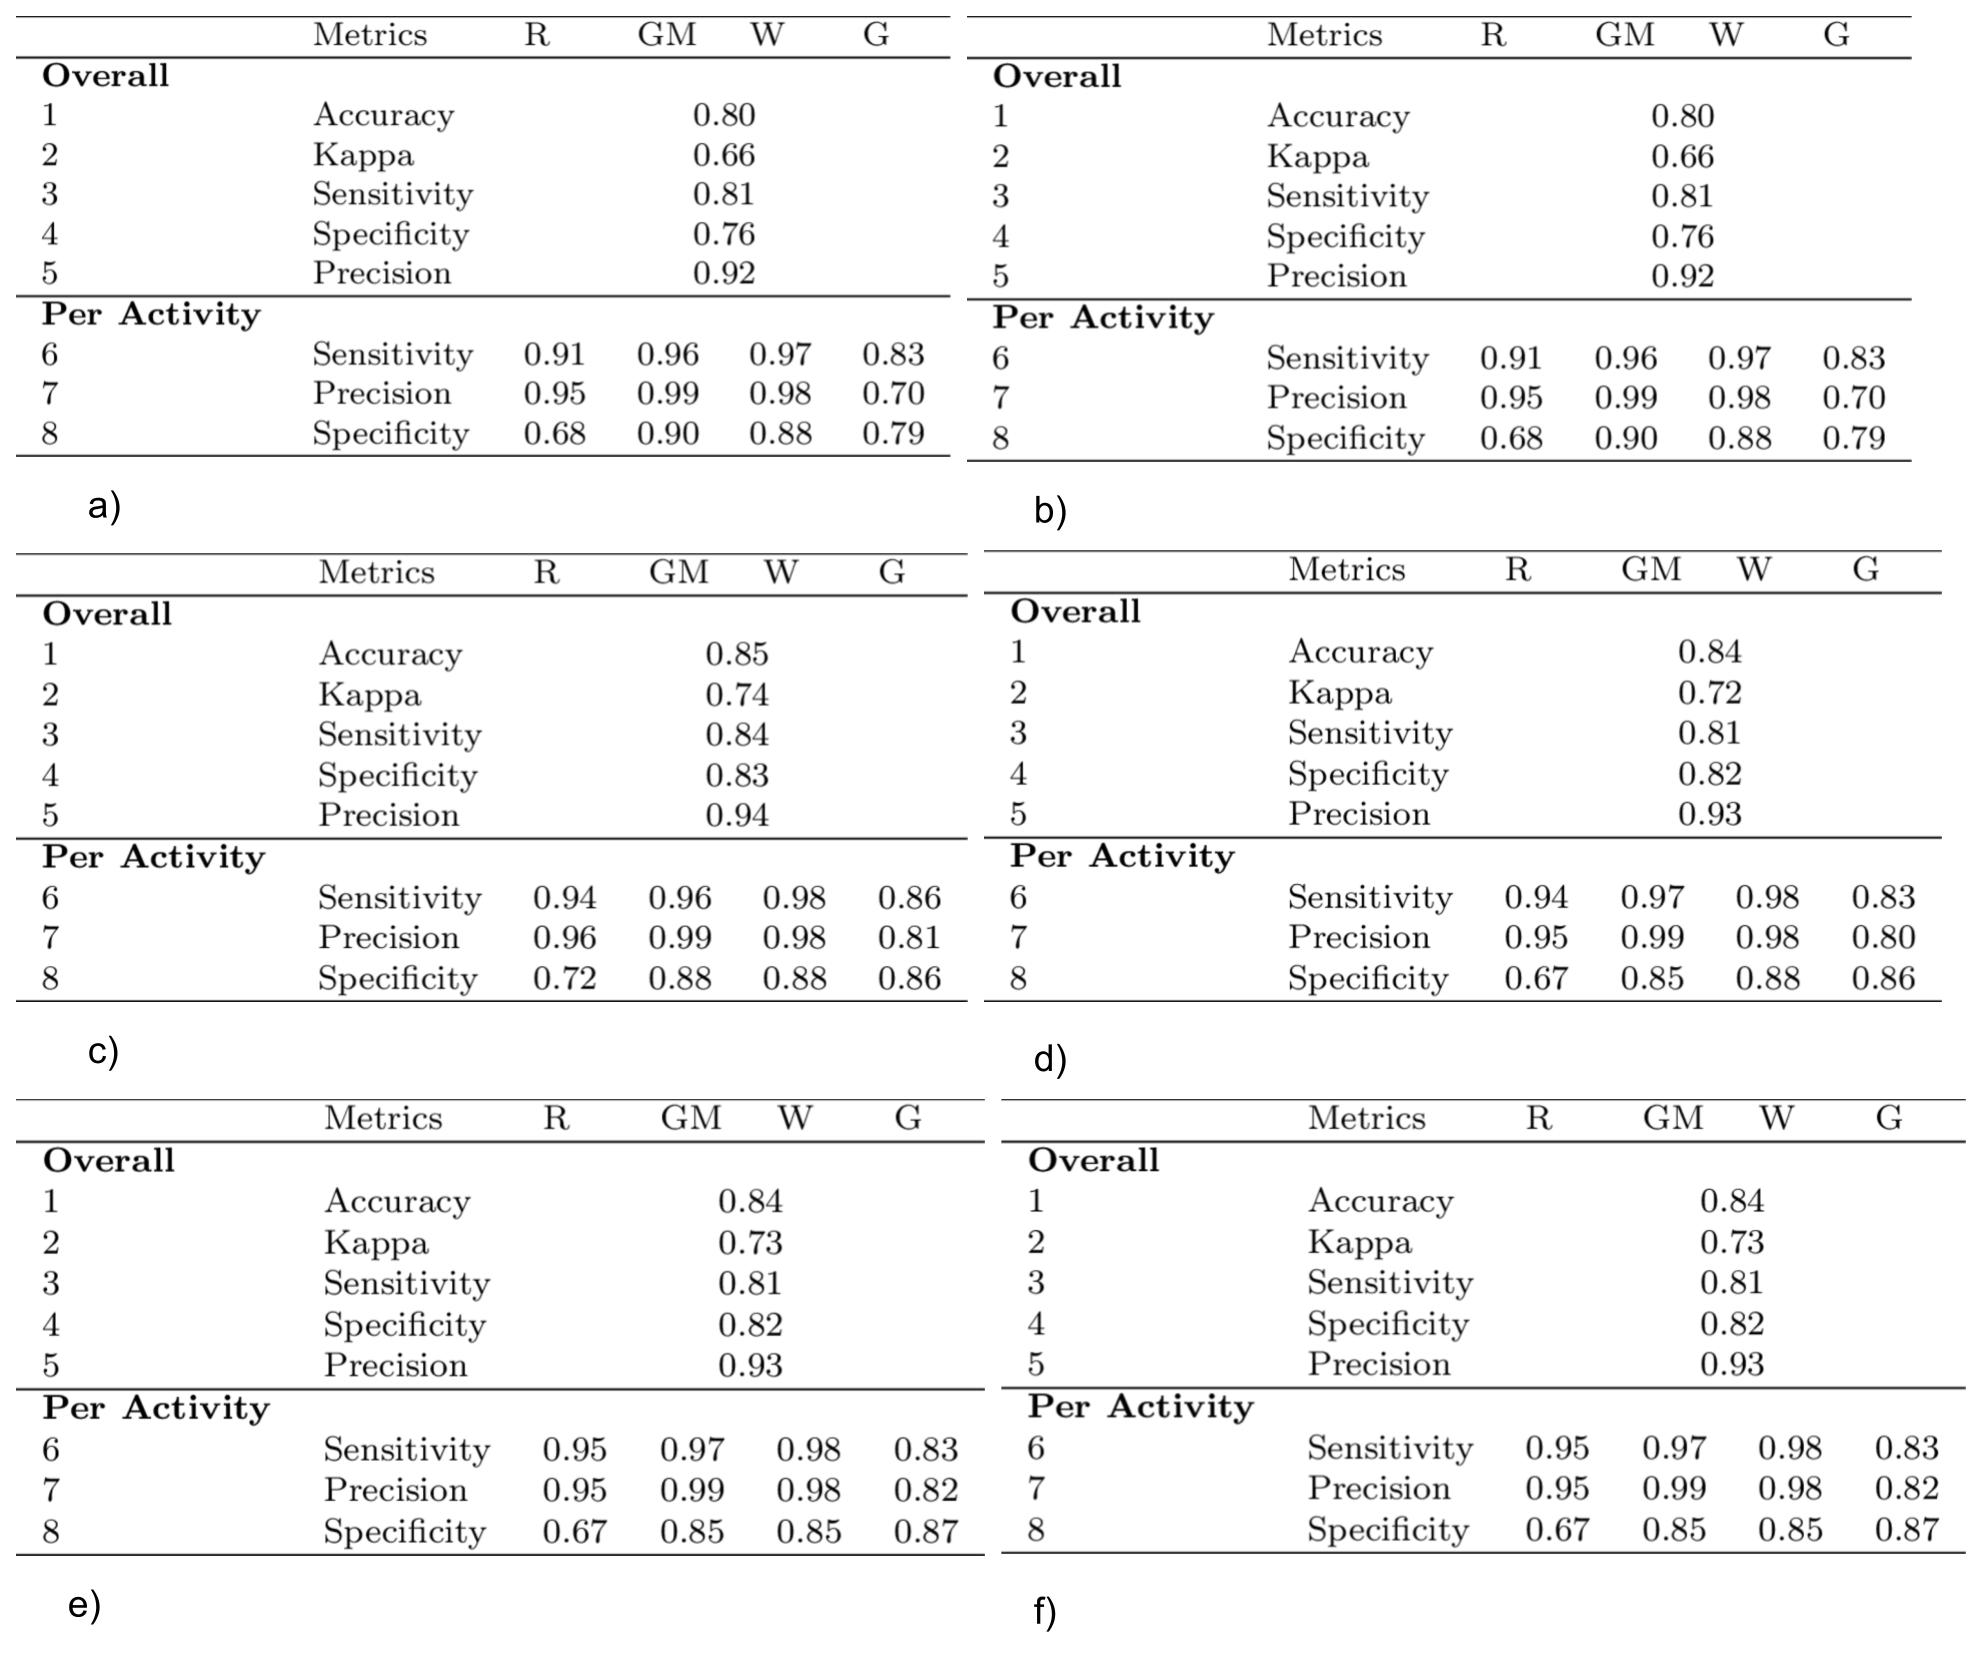 Metrics R GM W G
Overall
1 Accuracy 0.80
2 Kappa 0.66
3 Sensitivity 0.81
4 Specificity 0.76
5 Precision 0.92
Per Activity
6 Sensitivity 0.91 0.96 0.97 0.83
7 Precision 0.95 0.99 0.98 0.70
8 Specificity 0.68 0.90 0.88 0.79
a)
Metrics R GM W G
Overall
1 Accuracy 0.80
2 Kappa 0.66
3 Sensitivity 0.81
4 Specificity 0.76
5 Precision 0.92
Per Activity
6 Sensitivity 0.91 0.96 0.97 0.83
7 Precision 0.95 0.99 0.98 0.70
8 Specificity 0.68 0.90 0.88 0.79
b)
Metrics R GM W G
Overall
1 Accuracy 0.85
2 Kappa 0.74
3 Sensitivity 0.84
4 Specificity 0.83
5 Precision 0.94
Per Activity
6 Sensitivity 0.94 0.96 0.98 0.86
7 Precision 0.96 0.99 0.98 0.81
8 Specificity 0.72 0.88 0.88 0.86
c)
Metrics R GM W G
Overall
1 Accuracy 0.84
2 Kappa 0.72
3 Sensitivity 0.81
4 Specificity 0.82
5 Precision 0.93
Per Activity
6 Sensitivity 0.94 0.97 0.98 0.83
7 Precision 0.95 0.99 0.98 0.80
8 Specificity 0.67 0.85 0.88 0.86
d)
Metrics R GM W G
Overall
1 Accuracy 0.84
2 Kappa 0.73
3 Sensitivity 0.81
4 Specificity 0.82
5 Precision 0.93
Per Activity
6 Sensitivity 0.95 0.97 0.98 0.83
7 Precision 0.95 0.99 0.98 0.82
8 Specificity 0.67 0.85 0.85 0.87
e)
Metrics R GM W G
Overall
1 Accuracy 0.84
2 Kappa 0.73
3 Sensitivity 0.81
4 Specificity 0.82
5 Precision 0.93
Per Activity
6 Sensitivity 0.95 0.97 0.98 0.83
7 Precision 0.95 0.99 0.98 0.82
8 Specificity 0.67 0.85 0.85 0.87
f)